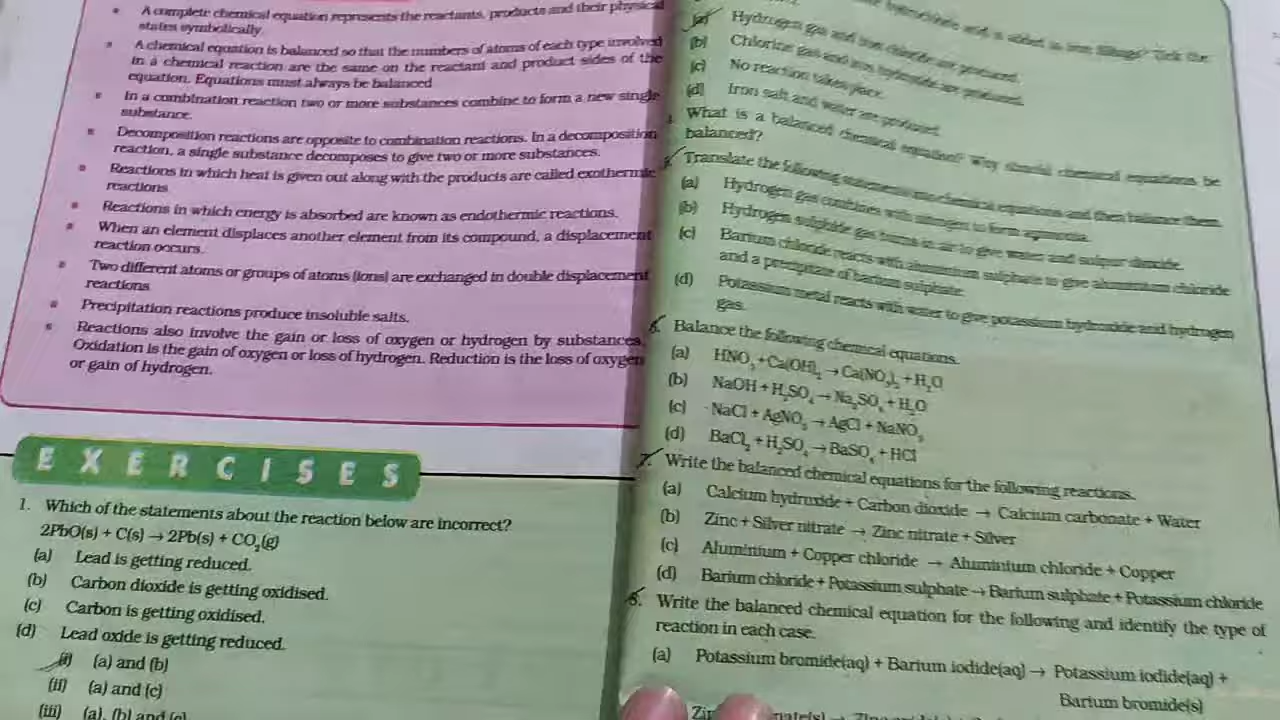 A complete chemical equation represents the reactants, products and their physical
states symbolically.
A chemical equation is balanced so that the numbers of atoms of each type involved
in a chemical reaction are the same on the reactant and product sides of the
equation. Equations must always be balanced
In a combination reaction two or more substances combine to form a new single
substance.
Decomposition reactions are opposite to combination reactions. In a decomposition
reaction, a single substance decomposes to give two or more substances.
Reactions in which heat is given out along with the products are called exothermic
reactions
Reactions in which energy is absorbed are known as endothermic reactions.
When an element displaces another element from its compound, a displacement
reaction occurs.
Two different atoms or groups of atoms (ions) are exchanged in double displacement
reactions
Precipitation reactions produce insoluble salts.
Reactions also involve the gain or loss of oxygen or hydrogen by substances.
Oxidation is the gain of oxygen or loss of hydrogen. Reduction is the loss of oxygen
or gain of hydrogen.
EXERCISES
1. Which of the statements about the reaction below are incorrect?
2PbO(s) + C(s) → 2Pb(s) + CO₂(g)
(a) Lead is getting reduced.
(b) Carbon dioxide is getting oxidised.
(c) Carbon is getting oxidised.
(d) Lead oxide is getting reduced.
(i) (a) and (b)
(ii) (a) and (c)
(iii) (a), (b) and (c)
is added to iron fillings? Tick the
(a) Hydrogen gas and iron chloride are produced.
(b) Chlorine gas and iron hydroxide are produced.
(c) No reaction takes place.
(d) Iron salt and water are produced.
What is a balanced chemical equation? Why should chemical equations be
balanced?
Translate the following statements into chemical equations and then balance them.
(a) Hydrogen gas combines with nitrogen to form ammonia.
(b) Hydrogen sulphide gas burns in air to give water and sulpur dioxide.
(c) Barium chloride reacts with aluminium sulphate to give aluminium chloride
and a precipitate of barium sulphate.
(d) Potassium metal reacts with water to give potassium hydroxide and hydrogen
gas.
6. Balance the following chemical equations.
(a) HNO₃ + Ca(OH)₂ → Ca(NO₃)₂ + H₂O
(b) NaOH + H₂SO₄ → Na₂SO₄ + H₂O
(c) NaCl + AgNO₃ → AgCl + NaNO₃
(d) BaCl₂ + H₂SO₄ → BaSO₄ + HCl
7. Write the balanced chemical equations for the following reactions.
(a) Calcium hydroxide + Carbon dioxide → Calcium carbonate + Water
(b) Zinc + Silver nitrate → Zinc nitrate + Silver
(c) Aluminium + Copper chloride → Aluminium chloride + Copper
(d) Barium chloride + Potassium sulphate → Barium sulphate + Potassium chloride
8. Write the balanced chemical equation for the following and identify the type of
reaction in each case.
(a) Potassium bromide(aq) + Barium iodide(aq) → Potassium iodide(aq) +
Barium bromide(s)